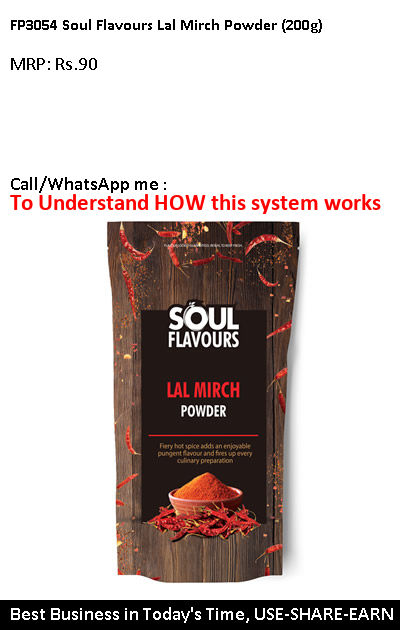 FP3054 Soul Flavours Lal Mirch Powder (200g)
MRP: Rs.90
Call/WhatsApp me :
To Understand HOW this system works
SOUL
FLAVOURS
LAL MIRCH
POWDER
Fiery hot spice adds an enjoyable
pungent flavour and fires up every
culinary preparation
Best Business in Today's Time, USE-SHARE-EARN